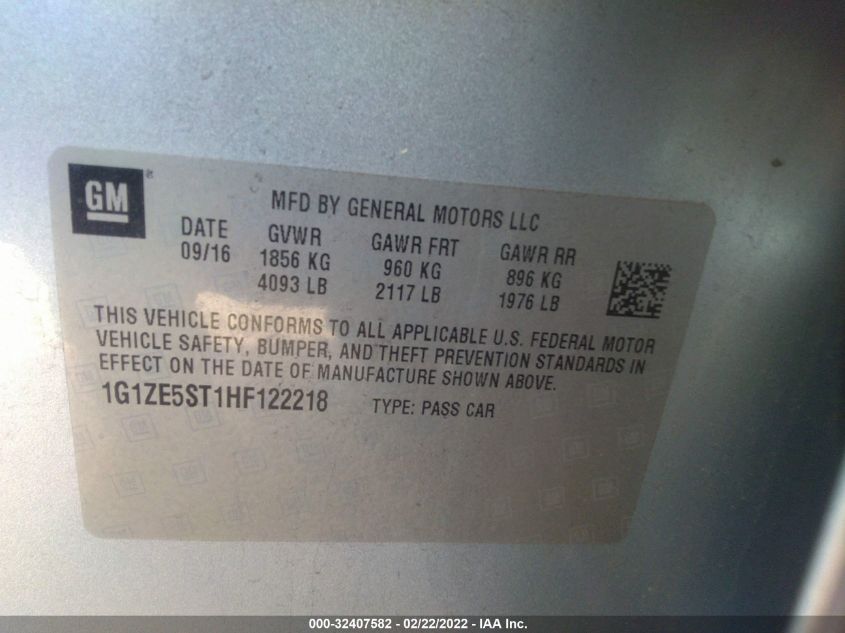 GM®
MFD BY GENERAL MOTORS LLC
DATE GVWR GAWR FRT GAWR RR
09/16 1856 KG 960 KG 896 KG
4093 LB 2117 LB 1976 LB
THIS VEHICLE CONFORMS TO ALL APPLICABLE U.S. FEDERAL MOTOR
VEHICLE SAFETY, BUMPER, AND THEFT PREVENTION STANDARDS IN
EFFECT ON THE DATE OF MANUFACTURE SHOWN ABOVE.
1G1ZE5ST1HF122218 TYPE: PASS CAR
000-32407582 - 02/22/2022 - IAA Inc.